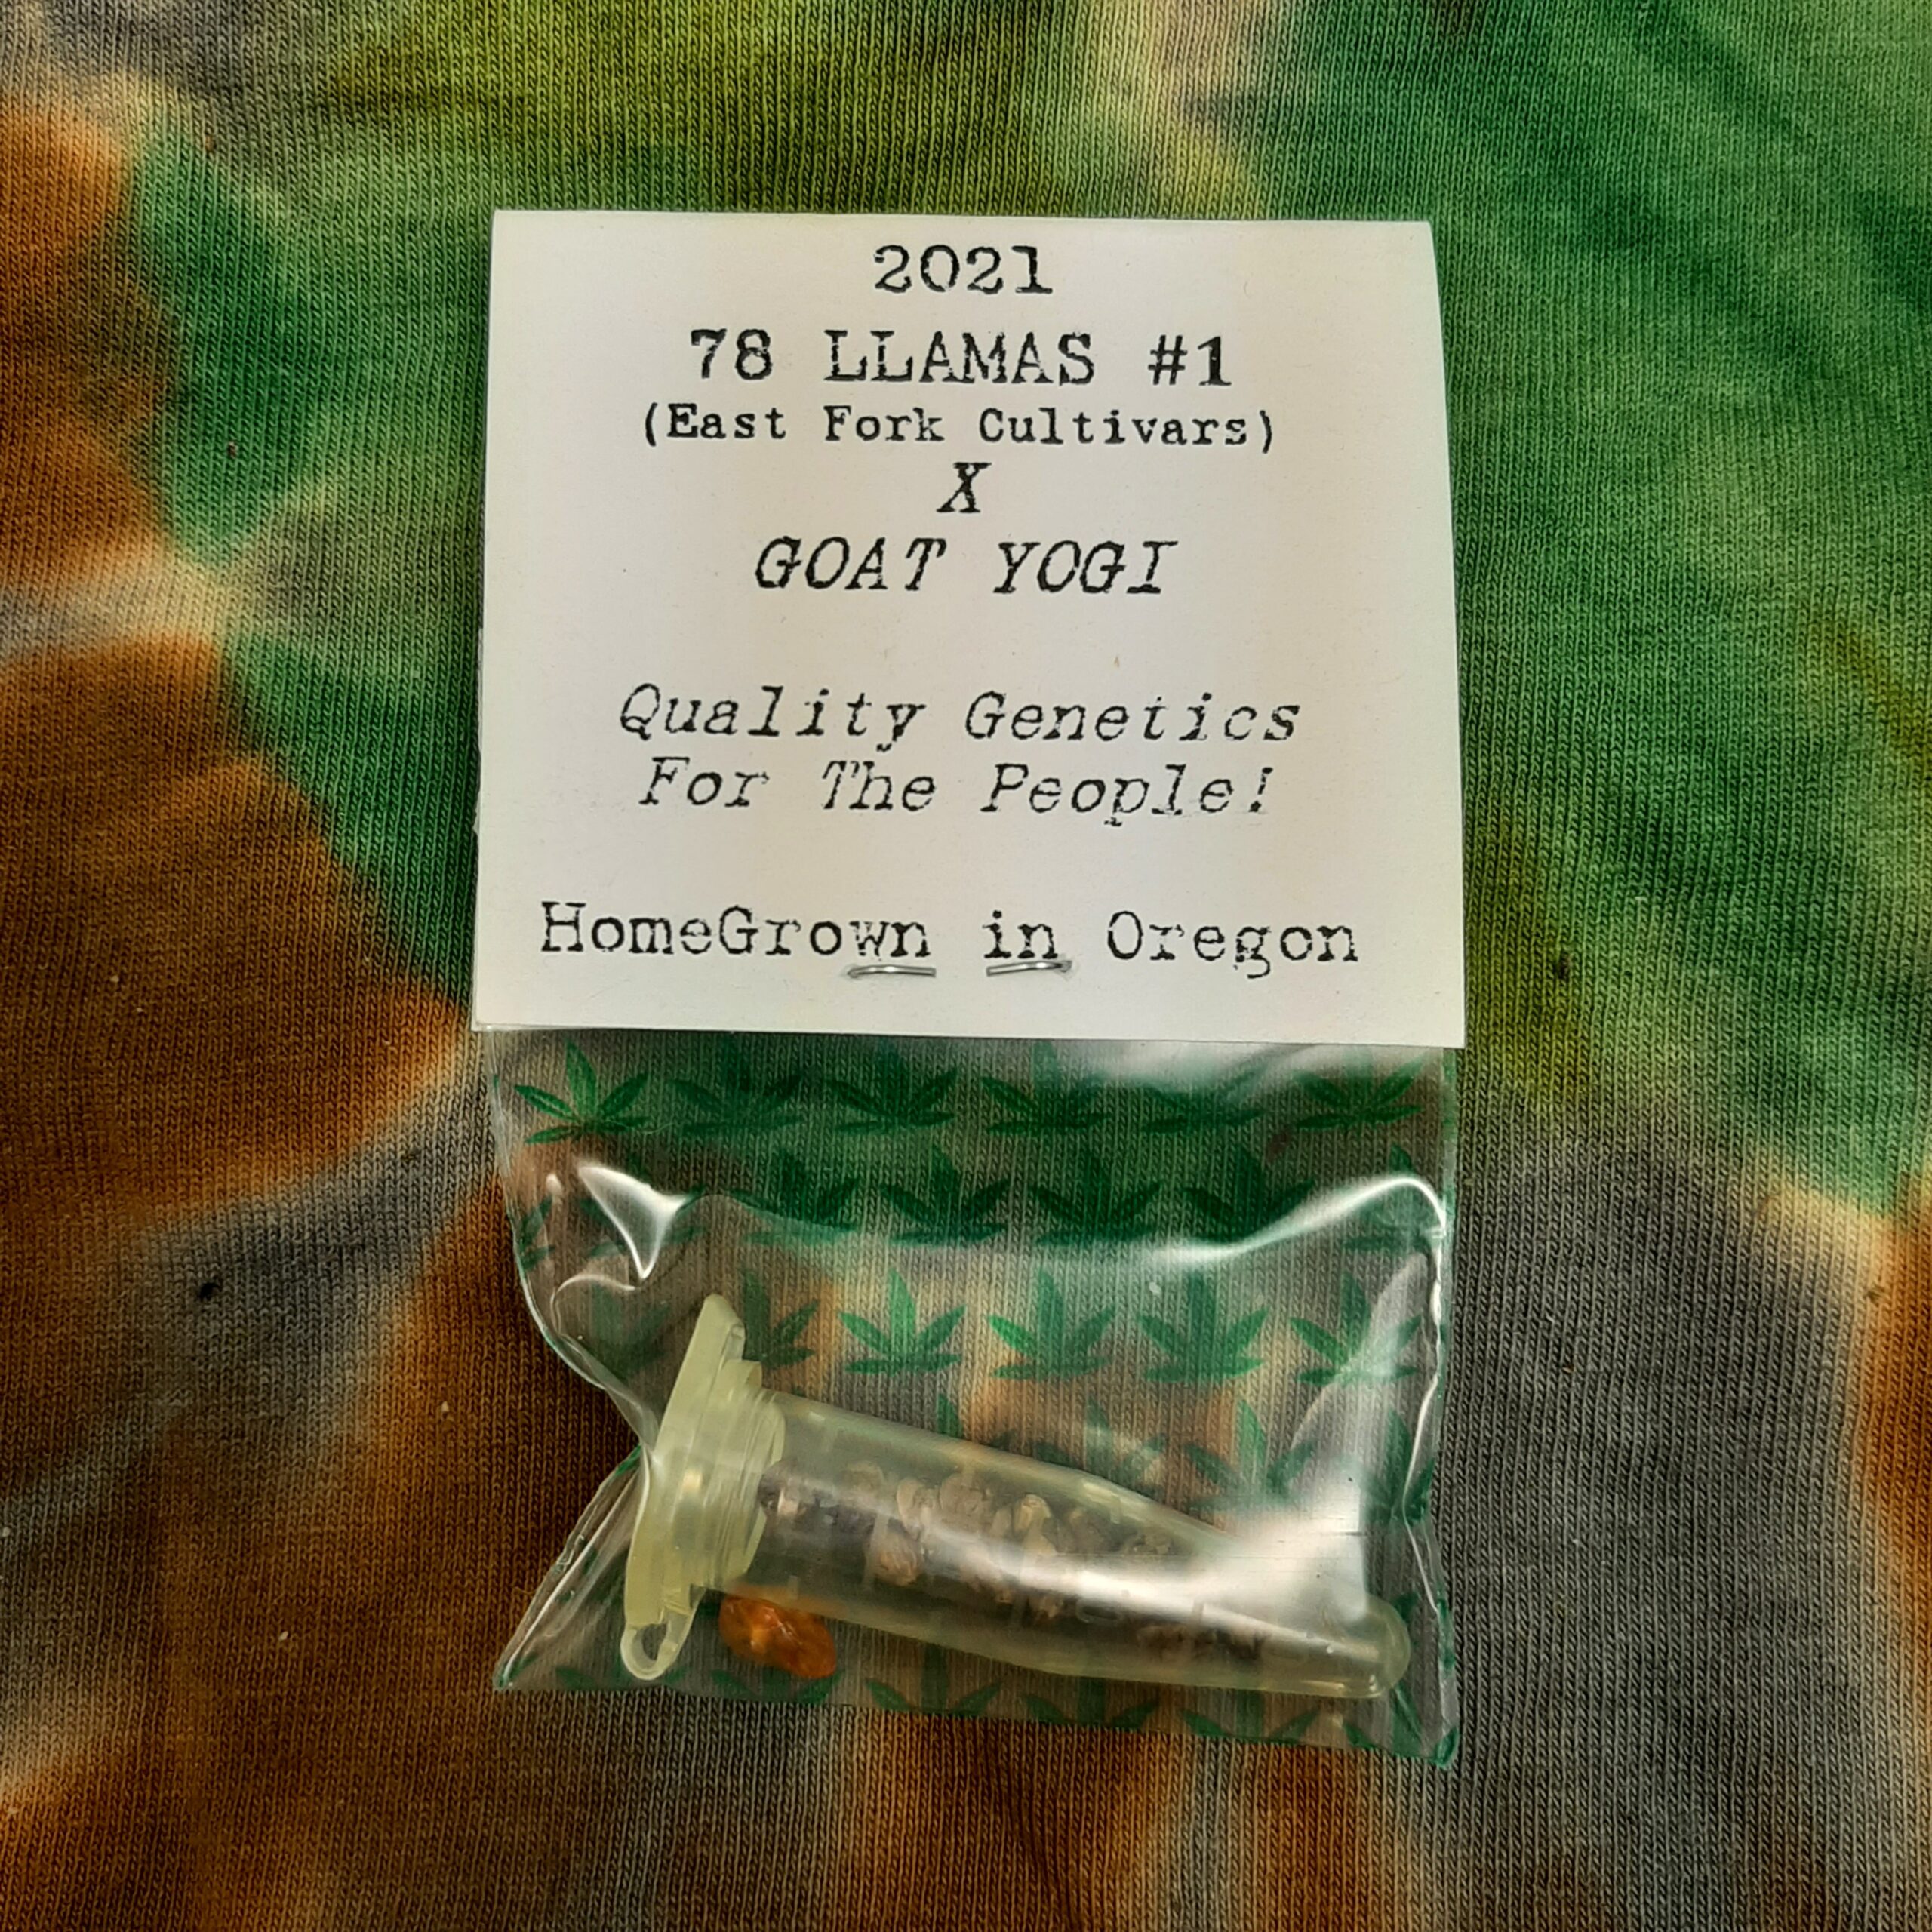 2021
78 LLAMAS #1
(East Fork Cultivars)
X
GOAT YOGI
Quality Genetics
For The People!
HomeGrown in Oregon